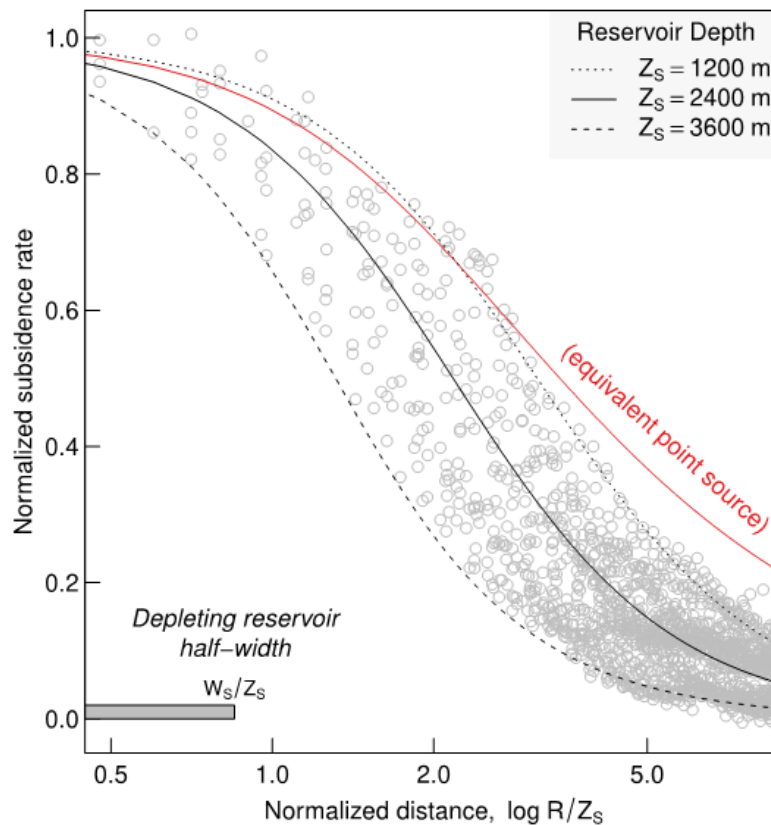 Reservoir Depth
Z_S = 1200 m
Z_S = 2400 m
Z_S = 3600 m
1.0
0.8
0.6
0.4
0.2
0.0
Normalized subsidence rate
(equivalent point source)
Depleting reservoir
half−width
W_S/Z_S
0.5 1.0 2.0 5.0
Normalized distance, log R/Z_S